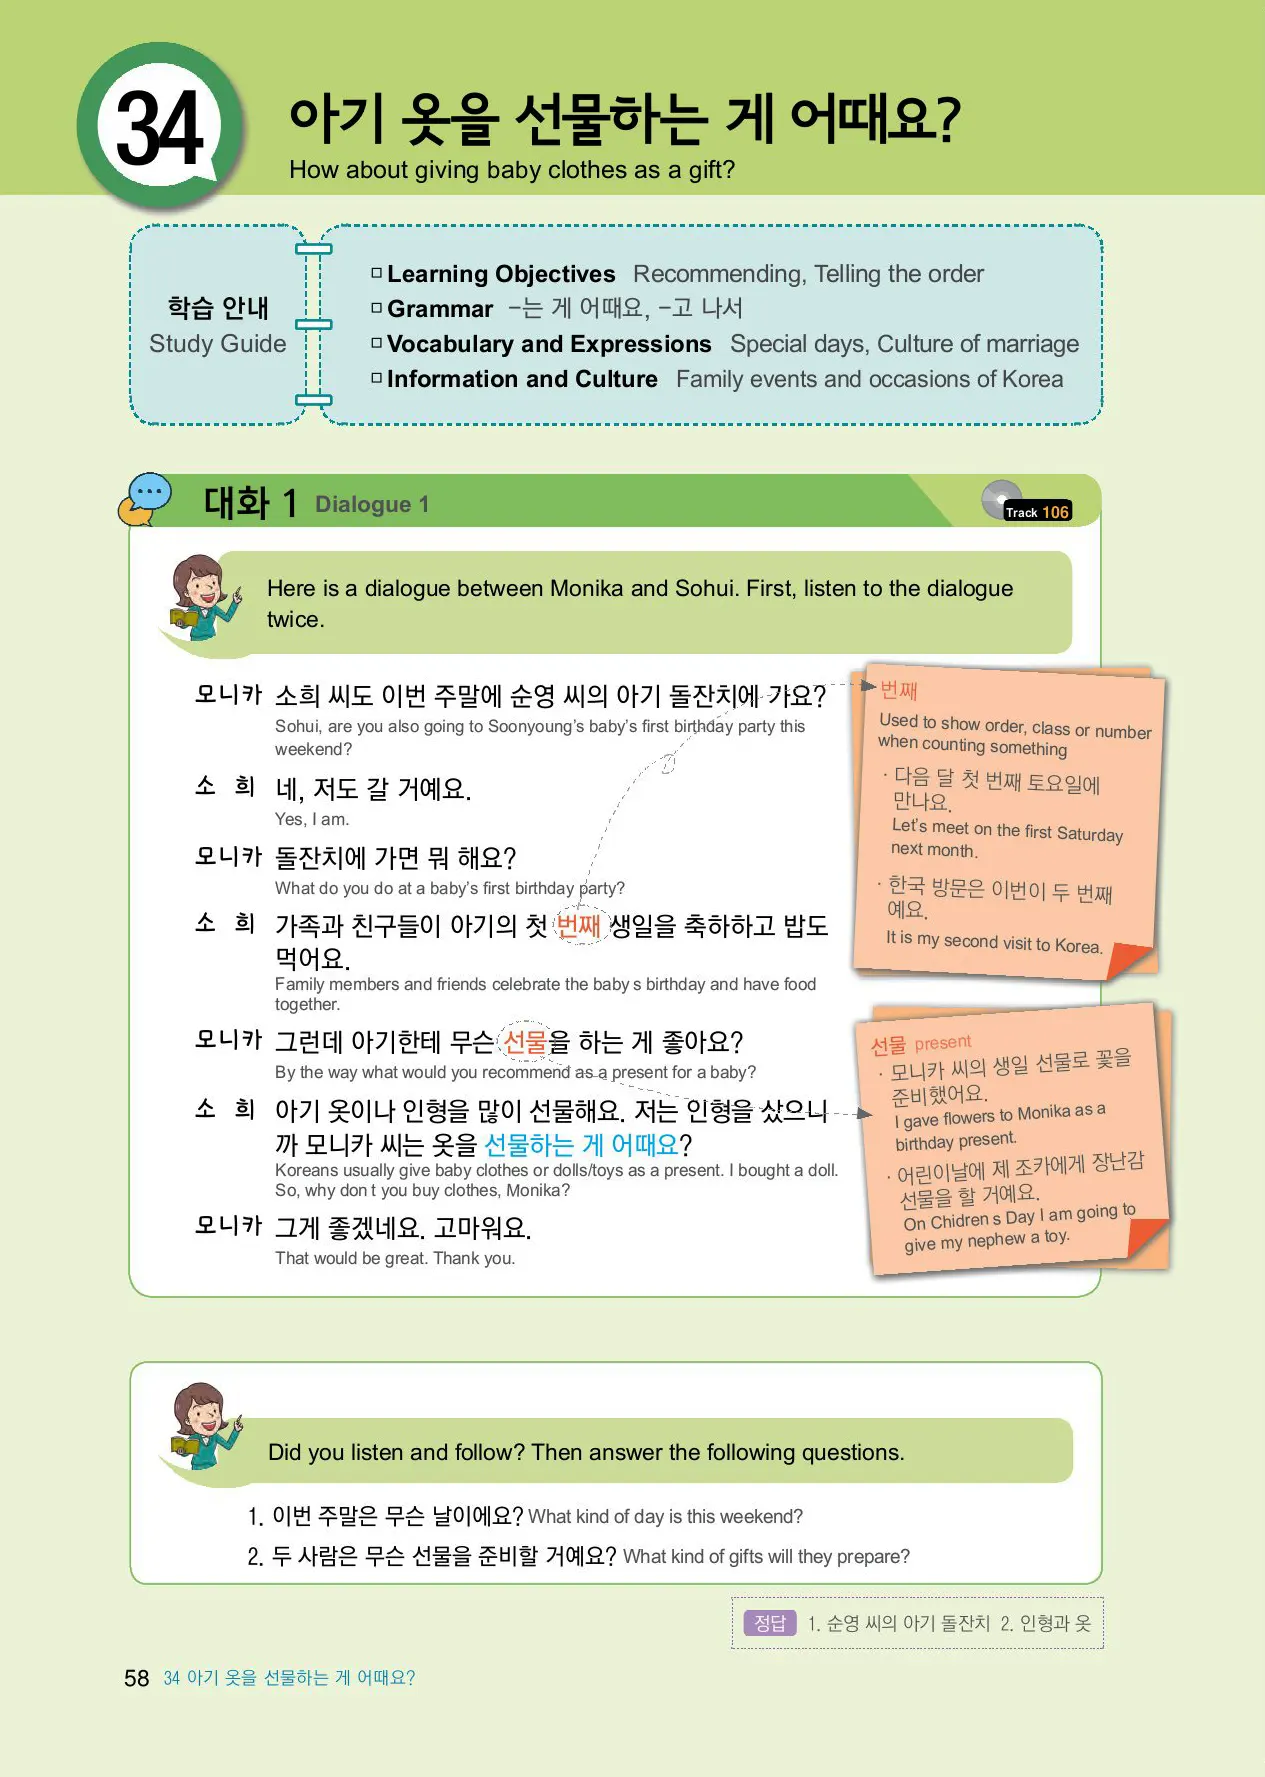 34
아기 옷을 선물하는 게 어때요?
How about giving baby clothes as a gift?
학습 안내
Study Guide
Learning Objectives Recommending, Telling the order
Grammar -는 게 어때요, -고 나서
Vocabulary and Expressions Special days, Culture of marriage
Information and Culture Family events and occasions of Korea
대화 1 Dialogue 1
Track 106
Here is a dialogue between Monika and Sohui. First, listen to the dialogue
twice.
모니카 소희 씨도 이번 주말에 순영 씨의 아기 돌잔치에 가요?
Sohui, are you also going to Soonyoung's baby's first birthday party this
weekend?
소 희 네, 저도 갈 거예요.
Yes, I am.
모니카 돌잔치에 가면 뭐 해요?
What do you do at a baby's first birthday party?
소 희 가족과 친구들이 아기의 첫 번째 생일을 축하하고 밥도
먹어요.
Family members and friends celebrate the baby s birthday and have food
together.
모니카 그런데 아기한테 무슨 선물을 하는 게 좋아요?
By the way what would you recommend as a present for a baby?
소 희 아기 옷이나 인형을 많이 선물해요. 저는 인형을 샀으니
까 모니카 씨는 옷을 선물하는 게 어때요?
Koreans usually give baby clothes or dolls/toys as a present. I bought a doll.
So, why don t you buy clothes, Monika?
모니카 그게 좋겠네요. 고마워요.
That would be great. Thank you.
번째
Used to show order, class or number
when counting something
· 다음 달 첫 번째 토요일에
만나요.
Let's meet on the first Saturday
next month.
· 한국 방문은 이번이 두 번째
예요.
It is my second visit to Korea.
선물 present
· 모니카 씨의 생일 선물로 꽃을
준비했어요.
I gave flowers to Monika as a
birthday present.
· 어린이날에 제 조카에게 장난감
선물을 할 거예요.
On Chidren s Day I am going to
give my nephew a toy.
Did you listen and follow? Then answer the following questions.
1. 이번 주말은 무슨 날이에요? What kind of day is this weekend?
2. 두 사람은 무슨 선물을 준비할 거예요? What kind of gifts will they prepare?
정답 1. 순영 씨의 아기 돌잔치 2. 인형과 옷
58 34 아기 옷을 선물하는 게 어때요?